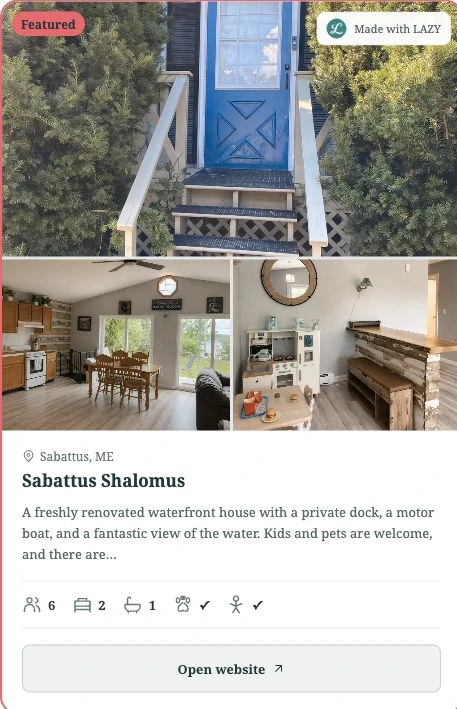 Featured
Made with LAZY
Sabattus, ME
Sabattus Shalomus
A freshly renovated waterfront house with a private dock, a motor
boat, and a fantastic view of the water. Kids and pets are welcome,
and there are...
6 2 1
Open website